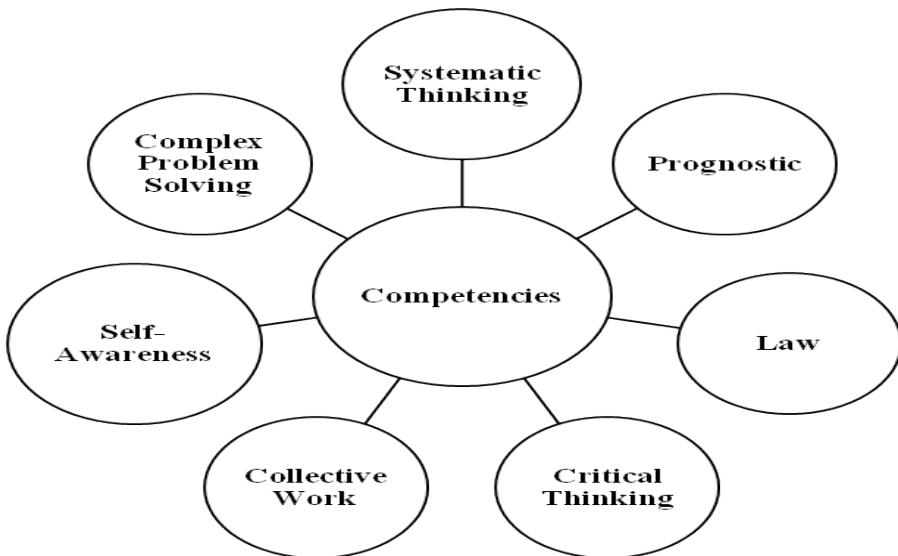 Systematic
Thinking
Complex
Problem
Solving
Prognostic
Competencies
Self-
Awareness
Law
Collective
Work
Critical
Thinking